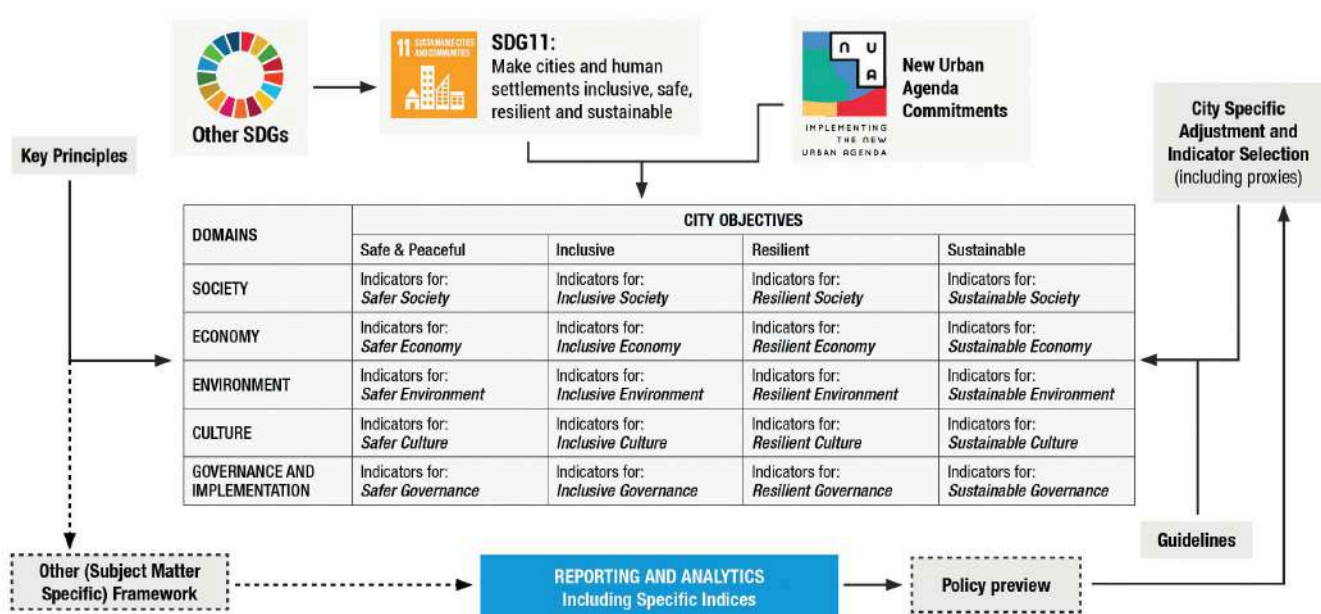 11 SUSTAINABLE CITIES
AND COMMUNITIES
SDG11:
Make cities and human
settlements inclusive, safe,
resilient and sustainable
Other SDGs
NUA
IMPLEMENTING
THE NEW
URBAN AGENDA
New Urban
Agenda
Commitments
Key Principles
City Specific
Adjustment and
Indicator Selection
(including proxies)
DOMAINS
CITY OBJECTIVES
Safe & Peaceful
Inclusive
Resilient
Sustainable
SOCIETY
Indicators for:
Safer Society
Indicators for:
Inclusive Society
Indicators for:
Resilient Society
Indicators for:
Sustainable Society
ECONOMY
Indicators for:
Safer Economy
Indicators for:
Inclusive Economy
Indicators for:
Resilient Economy
Indicators for:
Sustainable Economy
ENVIRONMENT
Indicators for:
Safer Environment
Indicators for:
Inclusive Environment
Indicators for:
Resilient Environment
Indicators for:
Sustainable Environment
CULTURE
Indicators for:
Safer Culture
Indicators for:
Inclusive Culture
Indicators for:
Resilient Culture
Indicators for:
Sustainable Culture
GOVERNANCE AND
IMPLEMENTATION
Indicators for:
Safer Governance
Indicators for:
Inclusive Governance
Indicators for:
Resilient Governance
Indicators for:
Sustainable Governance
Guidelines
Other (Subject Matter
Specific) Framework
REPORTING AND ANALYTICS
Including Specific Indices
Policy preview